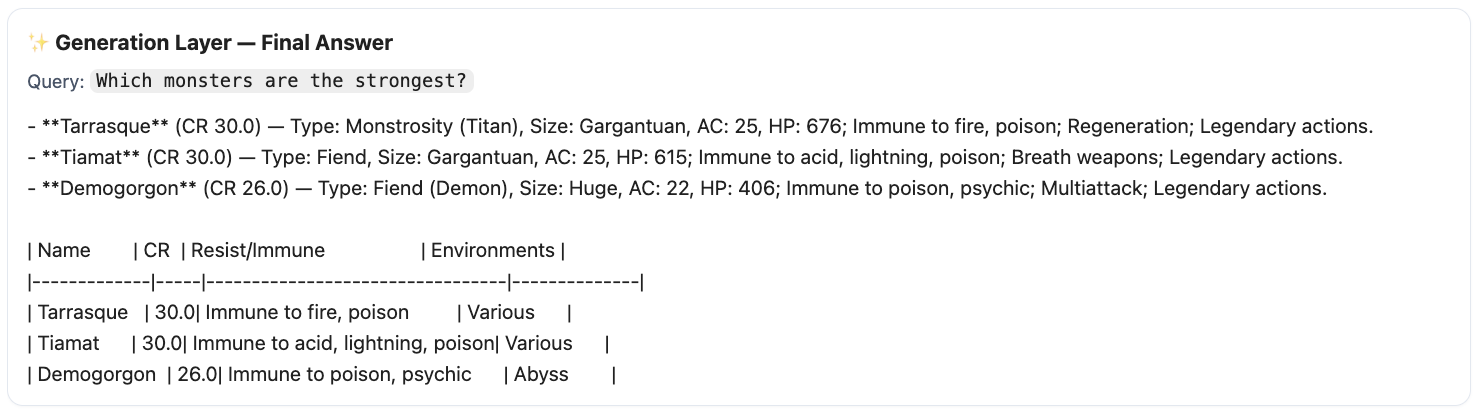 ✨ Generation Layer — Final Answer
Query: Which monsters are the strongest?
- **Tarrasque** (CR 30.0) — Type: Monstrosity (Titan), Size: Gargantuan, AC: 25, HP: 676; Immune to fire, poison; Regeneration; Legendary actions.
- **Tiamat** (CR 30.0) — Type: Fiend, Size: Gargantuan, AC: 25, HP: 615; Immune to acid, lightning, poison; Breath weapons; Legendary actions.
- **Demogorgon** (CR 26.0) — Type: Fiend (Demon), Size: Huge, AC: 22, HP: 406; Immune to poison, psychic; Multiattack; Legendary actions.
| Name | CR | Resist/Immune | Environments |
|-------------|-----|---------------------------------|--------------|
| Tarrasque | 30.0| Immune to fire, poison | Various |
| Tiamat | 30.0| Immune to acid, lightning, poison| Various |
| Demogorgon | 26.0| Immune to poison, psychic | Abyss |